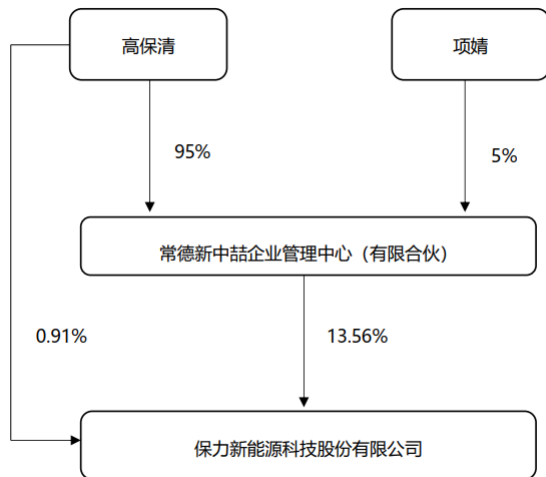 高保清
项婧
95%
5%
常德新中喆企业管理中心（有限合伙）
0.91%
13.56%
保力新能源科技股份有限公司